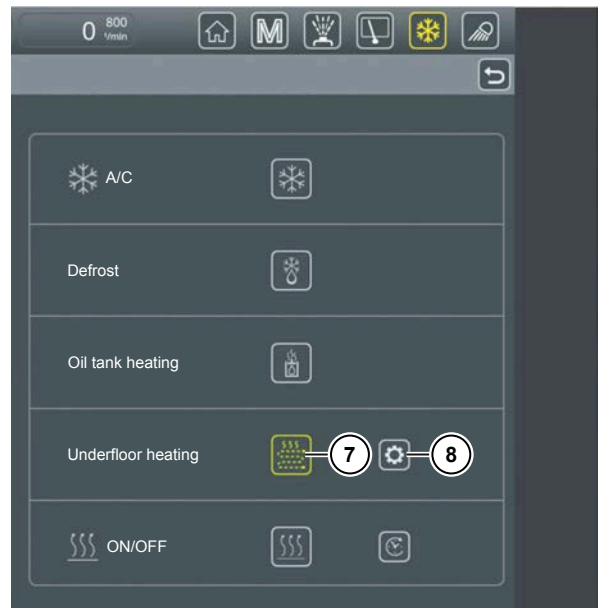 0 800
1/min
M
A/C
Defrost
Oil tank heating
Underfloor heating
7
8
ON/OFF